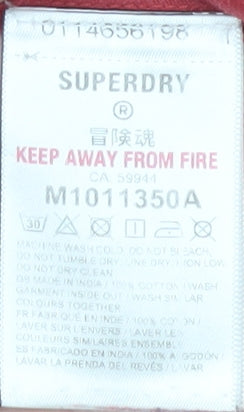 0114656198
SUPERDRY
®
冒険魂
KEEP AWAY FROM FIRE
CA 59944
M1011350A
30
MACHINE WASH COLD. DO NOT BLEACH.
DO NOT TUMBLE DRY. LINE DRY. IRON LOW.
DO NOT DRY CLEAN.
GB MADE IN INDIA / 100% COTTON / WASH
GARMENT INSIDE OUT / WASH SIMILAR
COLOURS TOGETHER
FR FABRIQUÉ EN INDE / 100% COTON /
LAVER SUR L'ENVERS / LAVER LES
COULEURS SIMILAIRES ENSEMBLE
ES FABRICADO EN INDIA / 100% ALGODÓN /
LAVAR LA PRENDA DEL REVÉS / LAVAR